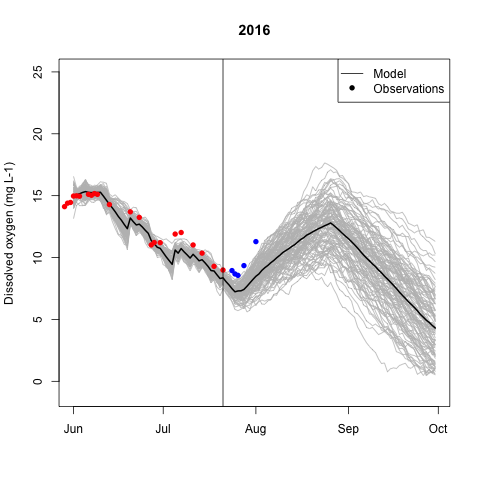 2016
Dissolved oxygen (mg L-1)
25
20
15
10
5
0
Model
Observations
Jun
Jul
Aug
Sep
Oct